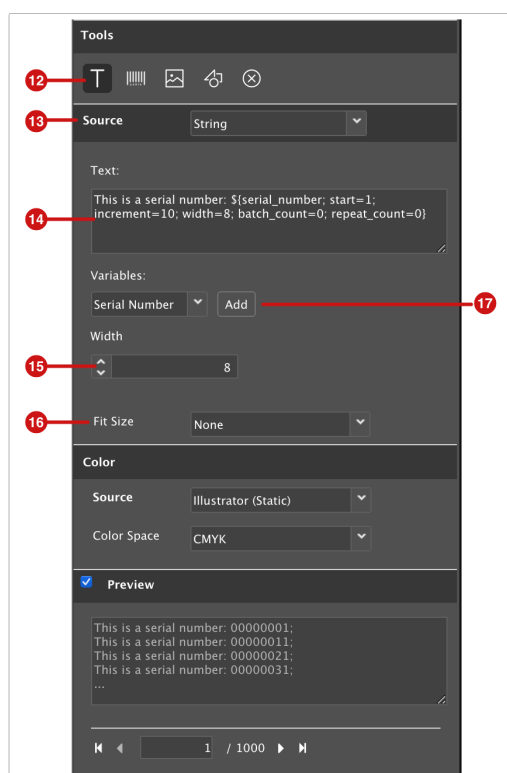 Tools
12
13
Source
String
Text:
14
This is a serial number: ${serial_number; start=1;
increment=10; width=8; batch_count=0; repeat_count=0}
Variables:
Serial Number
Add
17
Width
15
8
16
Fit Size
None
Color
Source
Illustrator (Static)
Color Space
CMYK
Preview
This is a serial number: 00000001;
This is a serial number: 00000011;
This is a serial number: 00000021;
This is a serial number: 00000031;
...
1 / 1000